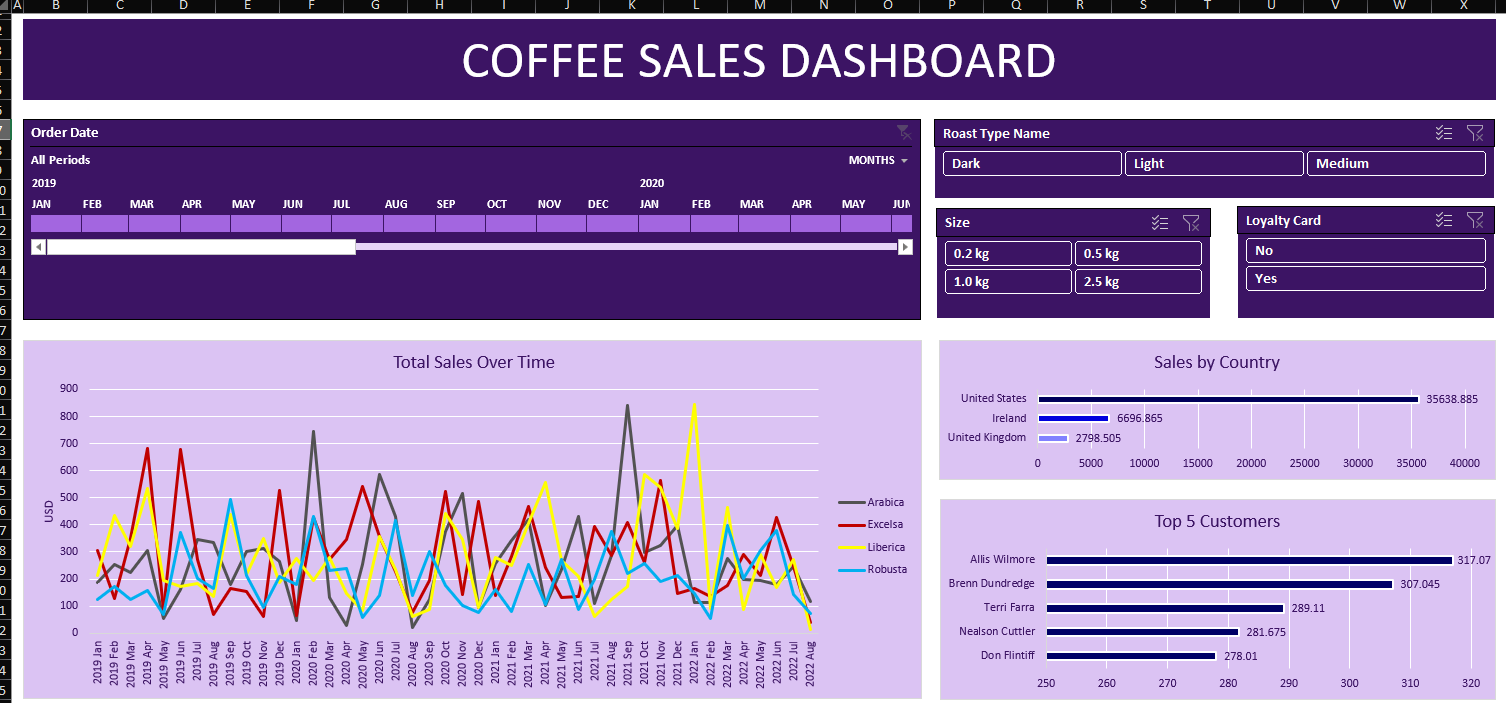 A B C D E F G H I J K L M N O P Q R S T U V W X
COFFEE SALES DASHBOARD
Order Date
All Periods
MONTHS
2019 2020
JAN FEB MAR APR MAY JUN JUL AUG SEP OCT NOV DEC JAN FEB MAR APR MAY JUN
Roast Type Name
Dark Light Medium
Size
0.2 kg 0.5 kg
1.0 kg 2.5 kg
Loyalty Card
No
Yes
Total Sales Over Time
900
800
700
600
500
400
300
200
100
0
USD
2019 Jan
2019 Feb
2019 Mar
2019 Apr
2019 May
2019 Jun
2019 Jul
2019 Aug
2019 Sep
2019 Oct
2019 Nov
2019 Dec
2020 Jan
2020 Feb
2020 Mar
2020 Apr
2020 May
2020 Jun
2020 Jul
2020 Aug
2020 Sep
2020 Oct
2020 Nov
2020 Dec
2021 Jan
2021 Feb
2021 Mar
2021 Apr
2021 May
2021 Jun
2021 Jul
2021 Aug
2021 Sep
2021 Oct
2021 Nov
2021 Dec
2022 Jan
2022 Feb
2022 Mar
2022 Apr
2022 May
2022 Jun
2022 Jul
2022 Aug
Arabica
Excelsa
Liberica
Robusta
Sales by Country
United States 35638.885
Ireland 6696.865
United Kingdom 2798.505
0 5000 10000 15000 20000 25000 30000 35000 40000
Top 5 Customers
Allis Wilmore 317.07
Brenn Dundredge 307.045
Terri Farra 289.11
Nealson Cuttler 281.675
Don Flintiff 278.01
250 260 270 280 290 300 310 320